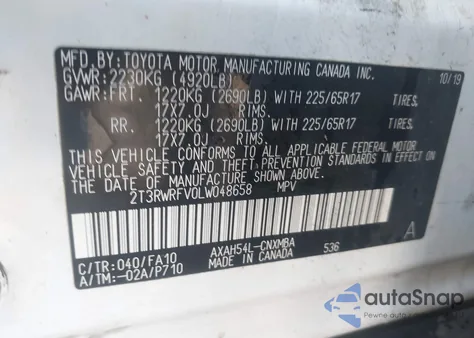 MFD. BY: TOYOTA MOTOR MANUFACTURING CANADA INC. 10/19
GVWR: 2230KG (4920LB)
GAWR: FRT. 1220KG (2690LB) WITH 225/65R17 TIRES,
17X7.0J RIMS.
RR. 1220KG (2690LB) WITH 225/65R17 TIRES,
17X7.0J RIMS.
THIS VEHICLE CONFORMS TO ALL APPLICABLE FEDERAL MOTOR
VEHICLE SAFETY AND THEFT PREVENTION STANDARDS IN EFFECT
ON THE DATE OF MANUFACTURE SHOWN ABOVE.
2T3RWRFV0LW048658 MPV
A
C/TR: 040/FA10 AXAH54L-CNXMBA 536
A/TM: -02A/P710 MADE IN CANADA
autaSnap
Pewne auto